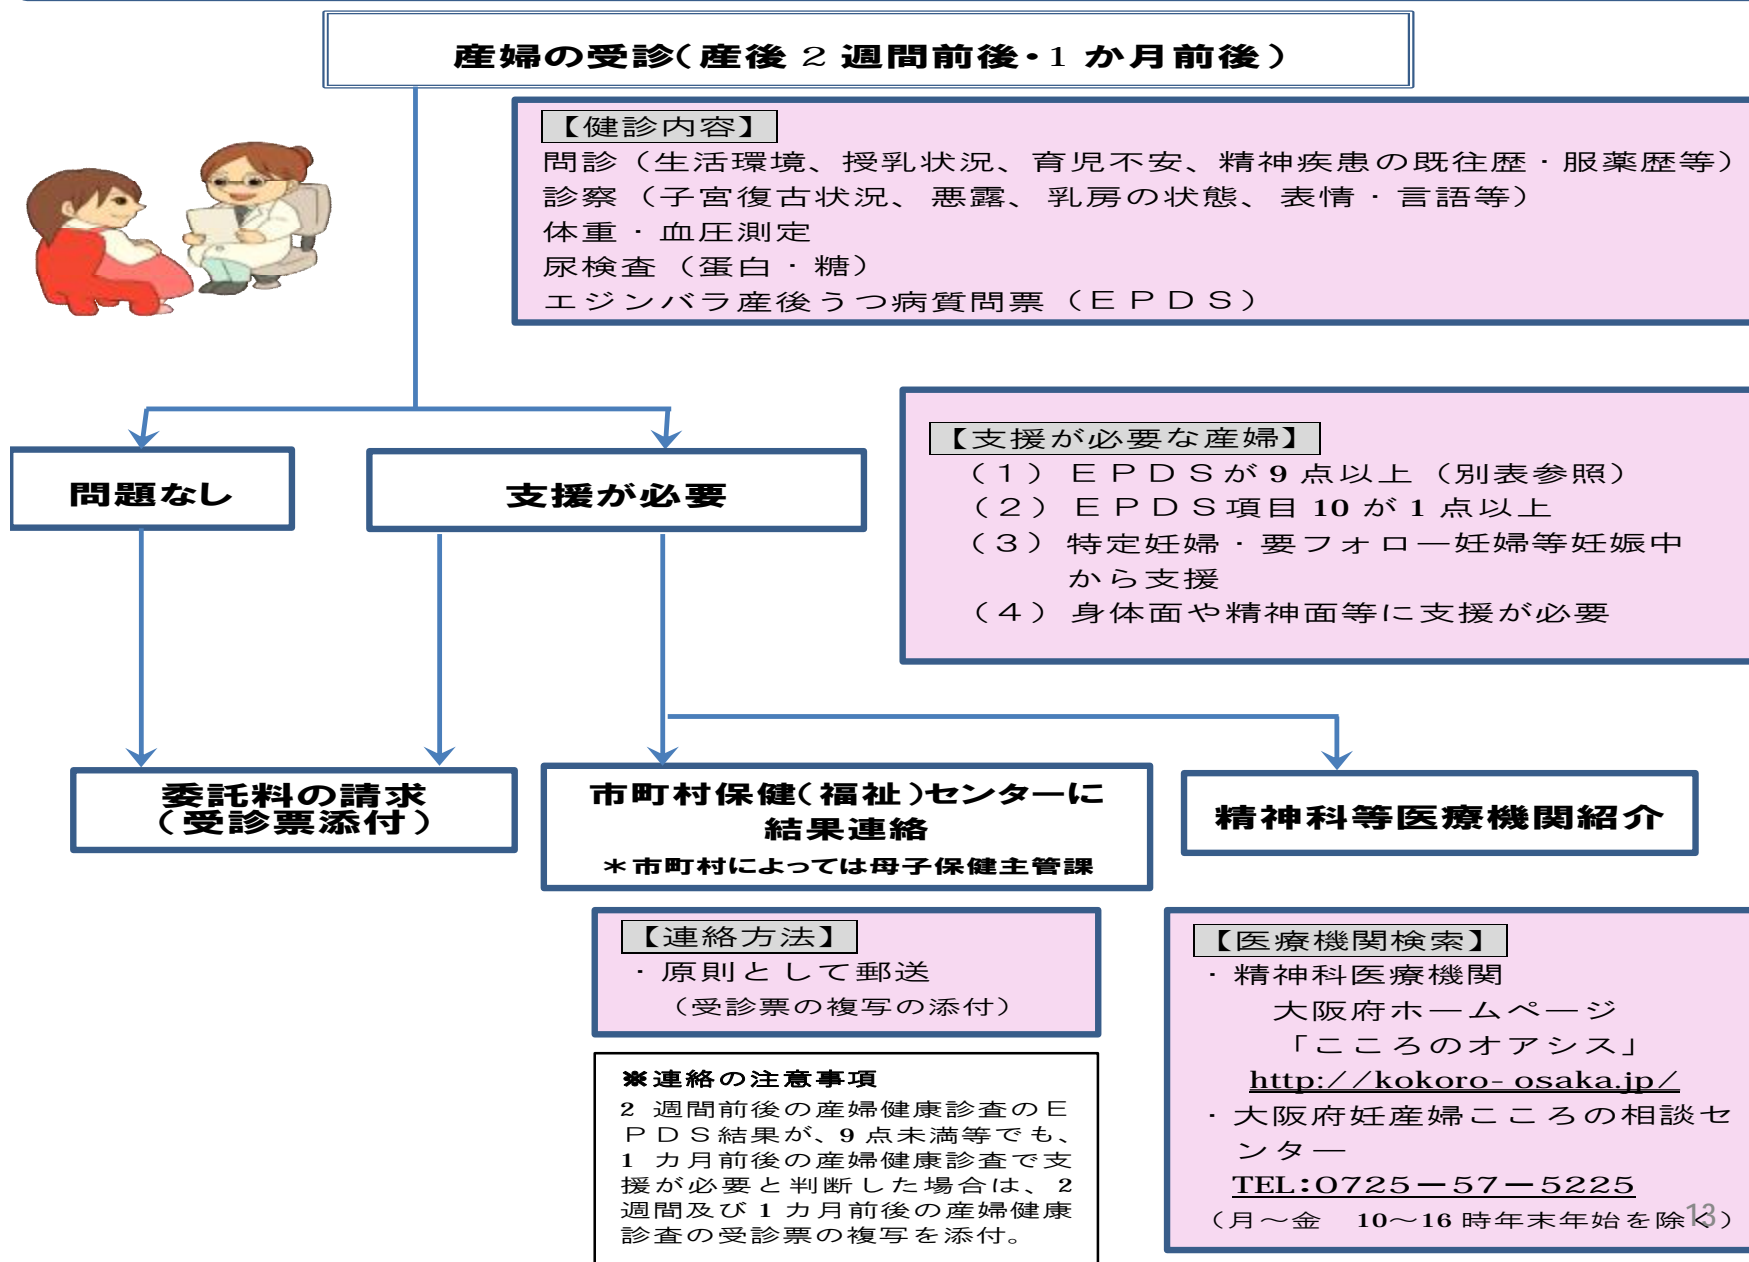 産婦の受診（産後 2 週間前後・1 か月前後）
【健診内容】
問診（生活環境、授乳状況、育児不安、精神疾患の既往歴・服薬歴等）
診察（子宮復古状況、悪露、乳房の状態、表情・言語等）
体重・血圧測定
尿検査（蛋白・糖）
エジンバラ産後うつ病質問票（ＥＰＤＳ）
問題なし
支援が必要
【支援が必要な産婦】
（１）ＥＰＤＳが 9 点以上（別表参照）
（２）ＥＰＤＳ項目 10 が 1 点以上
（３）特定妊婦・要フォロー妊婦等妊娠中
から支援
（４）身体面や精神面等に支援が必要
委託料の請求
（受診票添付）
市町村保健（福祉）センターに
結果連絡
＊市町村によっては母子保健主管課
精神科等医療機関紹介
【連絡方法】
・原則として郵送
（受診票の複写の添付）
※連絡の注意事項
2 週間前後の産婦健康診査のＥ
ＰＤＳ結果が、9 点未満等でも、
1 カ月前後の産婦健康診査で支
援が必要と判断した場合は、2
週間及び 1 カ月前後の産婦健康
診査の受診票の複写を添付。
【医療機関検索】
・精神科医療機関
大阪府ホームページ
「こころのオアシス」
http://kokoro-osaka.jp/
・大阪府妊産婦こころの相談セ
ンター
TEL:0725－57－5225
（月～金　10～16 時年末年始を除く）
13